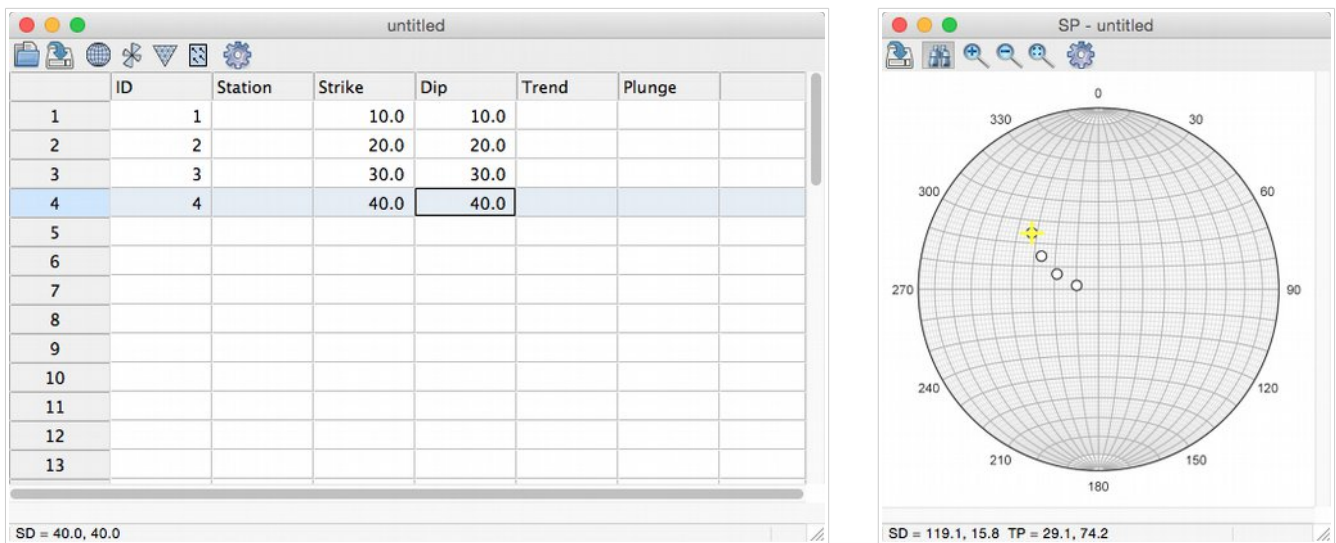 untitled
ID Station Strike Dip Trend Plunge
1 1 10.0 10.0
2 2 20.0 20.0
3 3 30.0 30.0
4 4 40.0 40.0
5
6
7
8
9
10
11
12
13
SD = 40.0, 40.0
SP - untitled
0
330 30
300 60
270 90
240 120
210 150
180
SD = 119.1, 15.8 TP = 29.1, 74.2